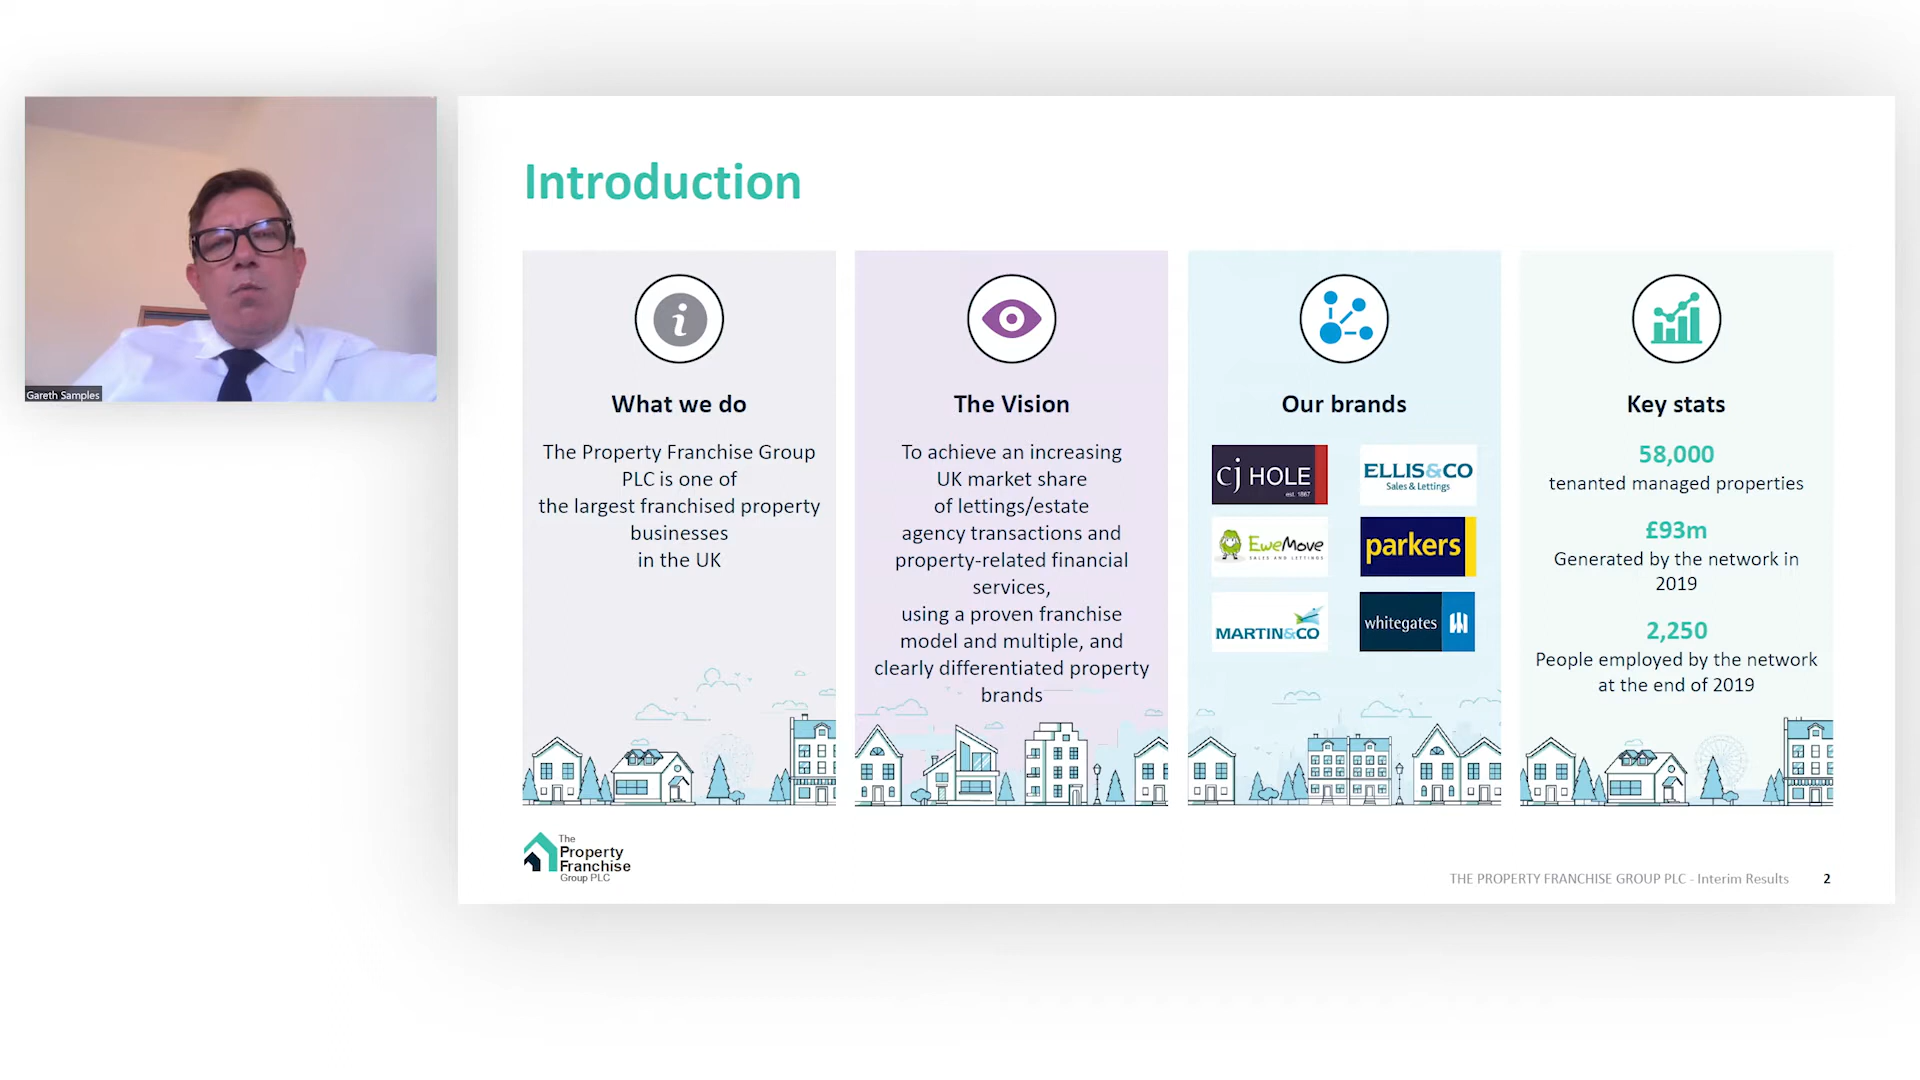 Gareth Samples
Introduction
What we do
The Property Franchise Group
PLC is one of
the largest franchised property
businesses
in the UK
The Vision
To achieve an increasing
UK market share
of lettings/estate
agency transactions and
property-related financial
services,
using a proven franchise
model and multiple, and
clearly differentiated property
brands
Our brands
cj HOLE
est. 1867
ELLIS&CO
Sales & Lettings
EweMove
SALES AND LETTINGS
parkers
MARTIN&CO
whitegates
Key stats
58,000
tenanted managed properties
£93m
Generated by the network in
2019
2,250
People employed by the network
at the end of 2019
The
Property
Franchise
Group PLC
THE PROPERTY FRANCHISE GROUP PLC - Interim Results 2